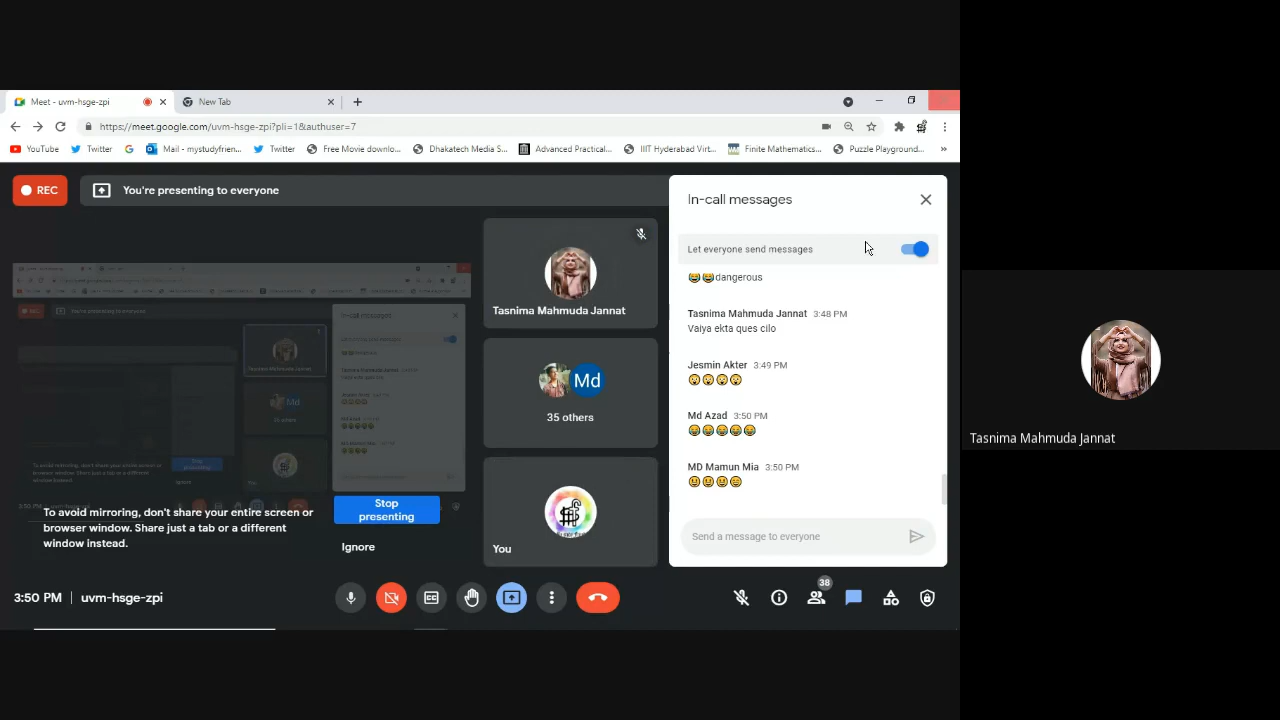 Meet - uvm-hsge-zpi
New Tab
https://meet.google.com/uvm-hsge-zpi?pli=1&authuser=7
YouTube
Twitter
Mail - mystudyfrien...
Twitter
Free Movie downlo...
Dhakatech Media S...
Advanced Practical...
IIIT Hyderabad Virt...
Finite Mathematics...
Puzzle Playground...
REC
You're presenting to everyone
In-call messages
Let everyone send messages
😂😂dangerous
Tasnima Mahmuda Jannat 3:48 PM
Vaiya ekta ques cilo
Jesmin Akter 3:49 PM
Md Azad 3:50 PM
MD Mamun Mia 3:50 PM
Send a message to everyone
Tasnima Mahmuda Jannat
Md
35 others
You
To avoid mirroring, don't share your entire screen or
browser window. Share just a tab or a different
window instead.
Stop
presenting
Ignore
3:50 PM | uvm-hsge-zpi
38
Tasnima Mahmuda Jannat